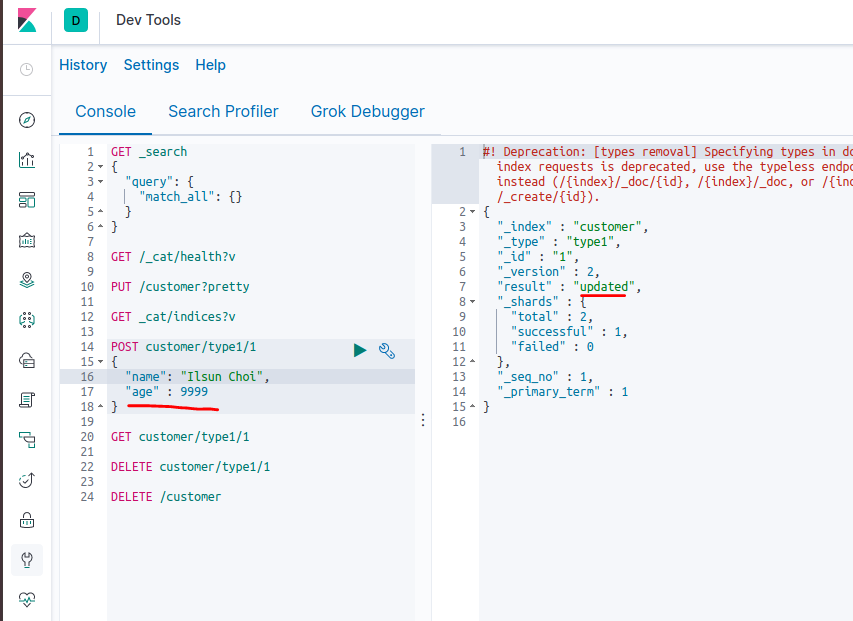 D
Dev Tools
History Settings Help
Console Search Profiler Grok Debugger
1 GET _search
2 {
3 "query": {
4 "match_all": {}
5 }
6 }
7
8 GET /_cat/health?v
9
10 PUT /customer?pretty
11
12 GET _cat/indices?v
13
14 POST customer/type1/1
15 {
16 "name": "Ilsun Choi",
17 "age" : 9999
18 }
19
20 GET customer/type1/1
21
22 DELETE customer/type1/1
23
24 DELETE /customer
1 #! Deprecation: [types removal] Specifying types in do
index requests is deprecated, use the typeless endpo
instead (/{index}/_doc/{id}, /{index}/_doc, or /{ind
/_create/{id}).
2 {
3 "_index" : "customer",
4 "_type" : "type1",
5 "_id" : "1",
6 "_version" : 2,
7 "result" : "updated",
8 "_shards" : {
9 "total" : 2,
10 "successful" : 1,
11 "failed" : 0
12 },
13 "_seq_no" : 1,
14 "_primary_term" : 1
15 }
16